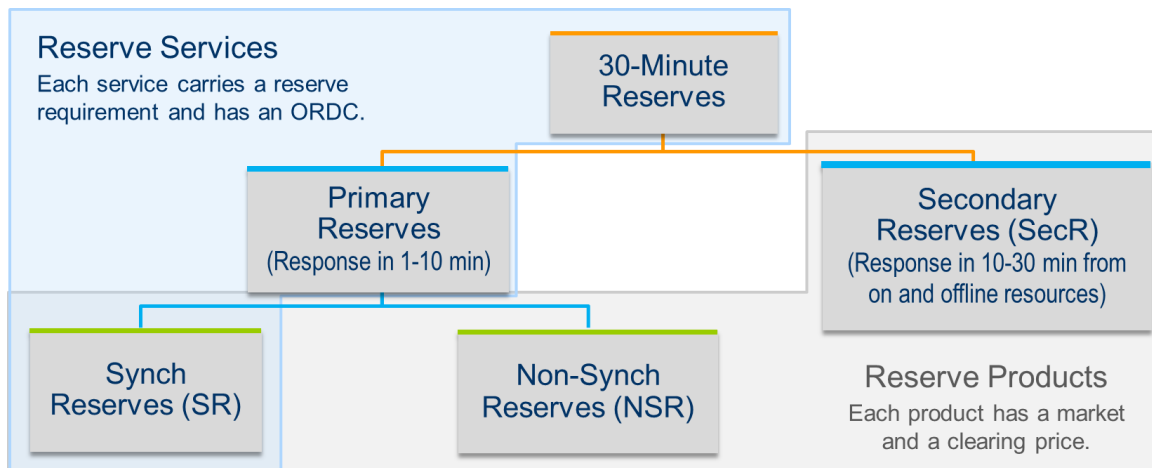 Reserve Services
Each service carries a reserve
requirement and has an ORDC.
30-Minute
Reserves
Primary
Reserves
(Response in 1-10 min)
Secondary
Reserves (SecR)
(Response in 10-30 min from
on and offline resources)
Synch
Reserves (SR)
Non-Synch
Reserves (NSR)
Reserve Products
Each product has a market
and a clearing price.